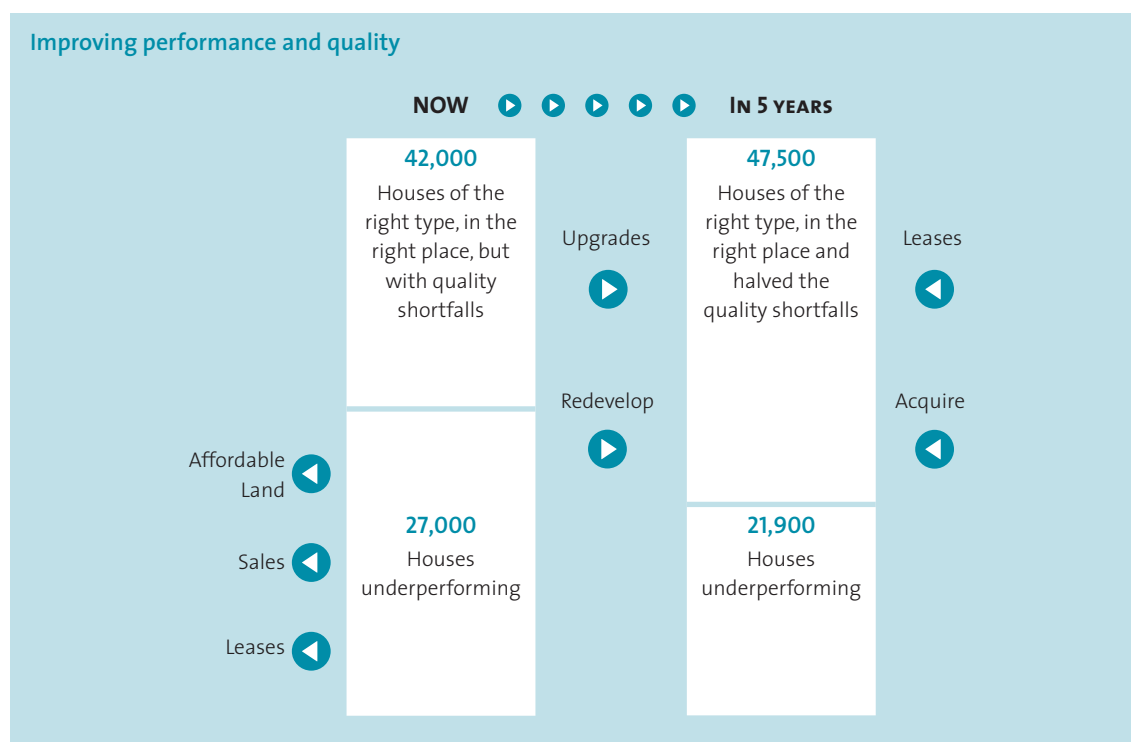 Improving performance and quality
NOW
IN 5 YEARS
42,000
Houses of the
right type, in the
right place, but
with quality
shortfalls
Upgrades
47,500
Houses of the
right type, in the
right place and
halved the
quality shortfalls
Leases
Redevelop
Acquire
Affordable
Land
Sales
Leases
27,000
Houses
underperforming
21,900
Houses
underperforming